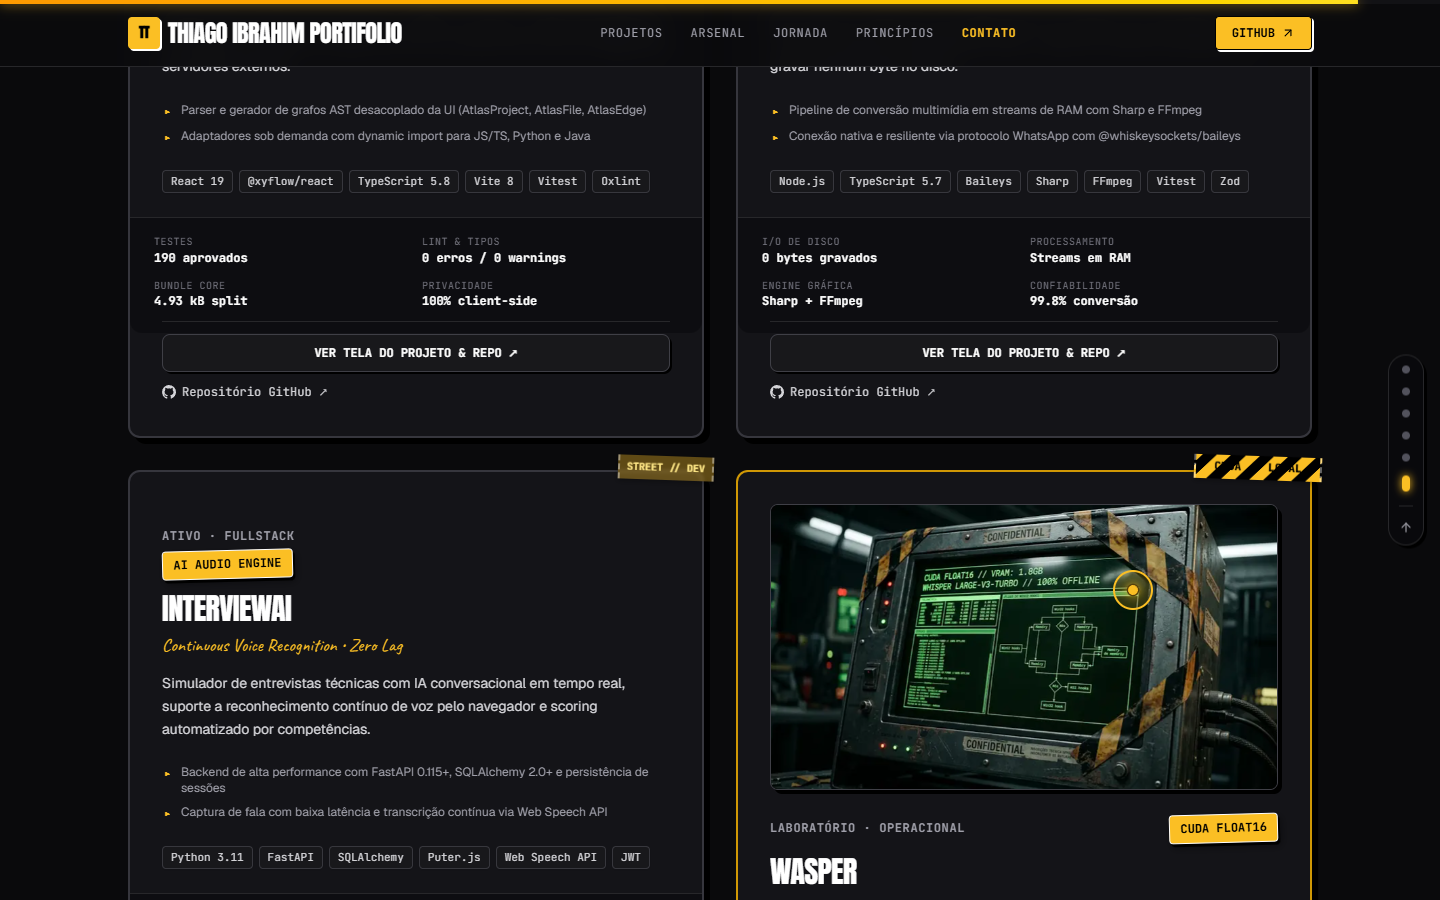 TI
THIAGO IBRAHIM PORTIFOLIO
PROJETOS
ARSENAL
JORNADA
PRINCÍPIOS
CONTATO
GITHUB ↗
servidores externos.
► Parser e gerador de grafos AST desacoplado da UI (AtlasProject, AtlasFile, AtlasEdge)
► Adaptadores sob demanda com dynamic import para JS/TS, Python e Java
React 19
@xyflow/react
TypeScript 5.8
Vite 8
Vitest
Oxlint
TESTES
190 aprovados
LINT & TIPOS
0 erros / 0 warnings
BUNDLE CORE
4.93 kB split
PRIVACIDADE
100% client-side
VER TELA DO PROJETO & REPO ↗
Repositório GitHub ↗
gravar nenhum byte no disco.
► Pipeline de conversão multimídia em streams de RAM com Sharp e FFmpeg
► Conexão nativa e resiliente via protocolo WhatsApp com @whiskeysockets/baileys
Node.js
TypeScript 5.7
Baileys
Sharp
FFmpeg
Vitest
Zod
I/O DE DISCO
0 bytes gravados
PROCESSAMENTO
Streams em RAM
ENGINE GRÁFICA
Sharp + FFmpeg
CONFIABILIDADE
99.8% conversão
VER TELA DO PROJETO & REPO ↗
Repositório GitHub ↗
STREET // DEV
ATIVO · FULLSTACK
AI AUDIO ENGINE
INTERVIEWAI
Continuous Voice Recognition · Zero Lag
Simulador de entrevistas técnicas com IA conversacional em tempo real,
suporte a reconhecimento contínuo de voz pelo navegador e scoring
automatizado por competências.
► Backend de alta performance com FastAPI 0.115+, SQLAlchemy 2.0+ e persistência de
sessões
► Captura de fala com baixa latência e transcrição contínua via Web Speech API
Python 3.11
FastAPI
SQLAlchemy
Puter.js
Web Speech API
JWT
CONFIDENTIAL
CUDA FLOAT16 // VRAM: 1.8GB
WHISPER LARGE-V3-TURBO // 100% OFFLINE
CONFIDENTIAL
LABORATÓRIO · OPERACIONAL
CUDA FLOAT16
WASPER